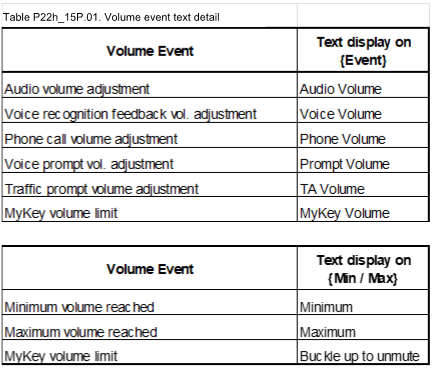 Table P22h_15P.01. Volume event text detail
Volume Event
Text display on
{Event}
Audio volume adjustment
Audio Volume
Voice recognition feedback vol. adjustment
Voice Volume
Phone call volume adjustment
Phone Volume
Voice prompt vol. adjustment
Prompt Volume
Traffic prompt volume adjustment
TA Volume
MyKey volume limit
MyKey Volume
Volume Event
Text display on
{Min / Max}
Minimum volume reached
Minimum
Maximum volume reached
Maximum
MyKey volume limit
Buckle up to unmute